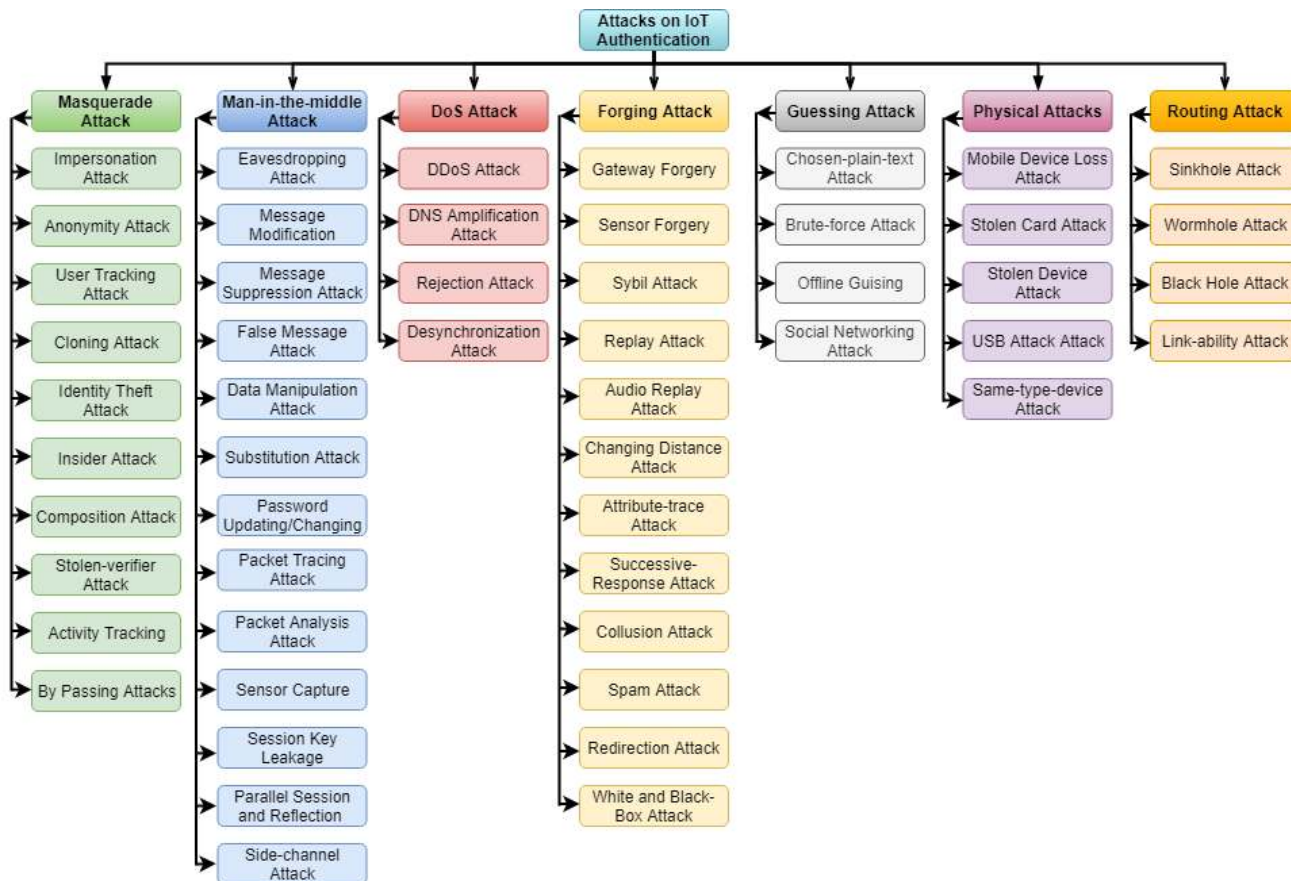 Attacks on IoT
Authentication
Masquerade
Attack
Impersonation
Attack
Anonymity Attack
User Tracking
Attack
Cloning Attack
Identity Theft
Attack
Insider Attack
Composition Attack
Stolen-verifier
Attack
Activity Tracking
By Passing Attacks
Man-in-the-middle
Attack
Eavesdropping
Attack
Message
Modification
Message
Suppression Attack
False Message
Attack
Data Manipulation
Attack
Substitution Attack
Password
Updating/Changing
Packet Tracing
Attack
Packet Analysis
Attack
Sensor Capture
Session Key
Leakage
Parallel Session
and Reflection
Side-channel
Attack
DoS Attack
DDoS Attack
DNS Amplification
Attack
Rejection Attack
Desynchronization
Attack
Forging Attack
Gateway Forgery
Sensor Forgery
Sybil Attack
Replay Attack
Audio Replay
Attack
Changing Distance
Attack
Attribute-trace
Attack
Successive-
Response Attack
Collusion Attack
Spam Attack
Redirection Attack
White and Black-
Box Attack
Guessing Attack
Chosen-plain-text
Attack
Brute-force Attack
Offline Guising
Social Networking
Attack
Physical Attacks
Mobile Device Loss
Attack
Stolen Card Attack
Stolen Device
Attack
USB Attack Attack
Same-type-device
Attack
Routing Attack
Sinkhole Attack
Wormhole Attack
Black Hole Attack
Link-ability Attack